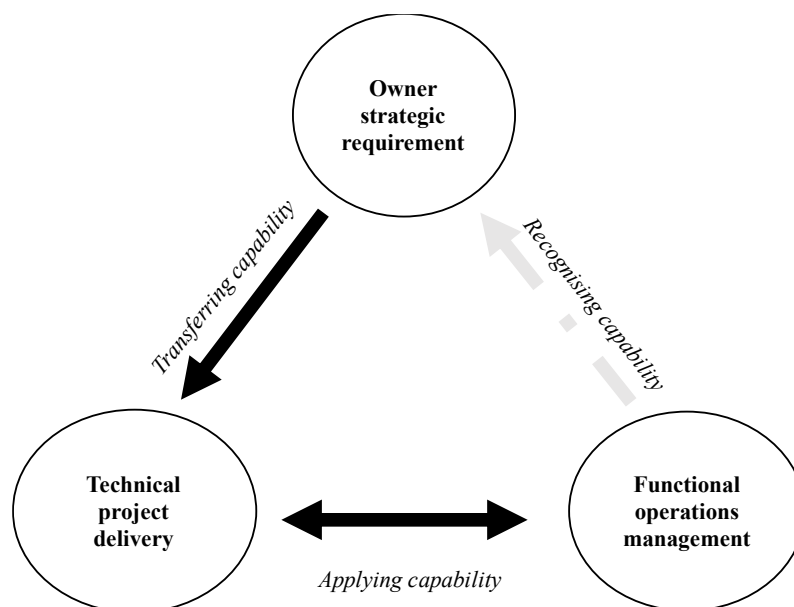 Owner
strategic
requirement
Transferring capability
Recognising capability
Technical
project
delivery
Functional
operations
management
Applying capability